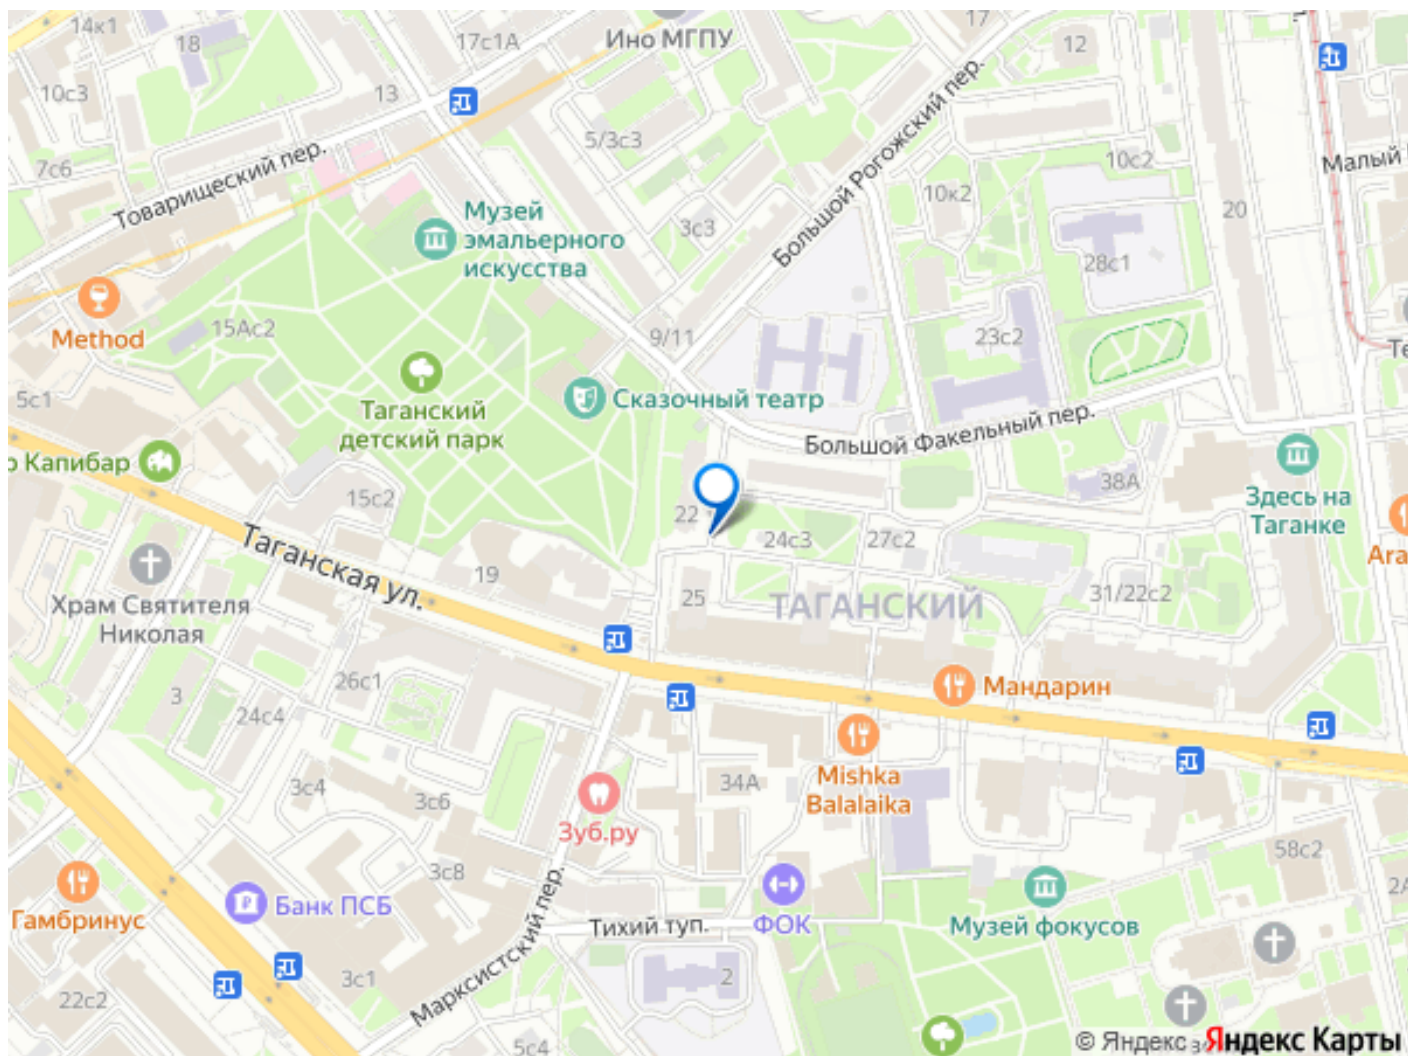 14к1
17
17с1А
Ино МГПУ
18
12
10с3
13
5/3с3
7с6
Товарищеский пер.
Большой Рогожский пер.
10с2
Малый
10к2
Музей
эмальерного
искусства
3с3
20
28с1
Method
15Ас2
9/11
23с2
Те
5с1
Таганский
детский парк
Сказочный театр
Большой Факельный пер.
о Капибар
15с2
38А
Здесь на
Таганке
22
24с3
27с2
Ara
Таганская ул.
19
25
ТАГАНСКИЙ
31/22с2
Храм Святителя
Николая
3
26с1
24с4
Мандарин
3с4
3с6
34А
Mishka
Balalaika
Зуб.ру
58с2
3с8
2А
Гамбринус
Банк ПСБ
Марксистский пер.
Тихий туп.
ФОК
Музей фокусов
3с1
2
22с2
5с4
© Яндекс
Яндекс Карты